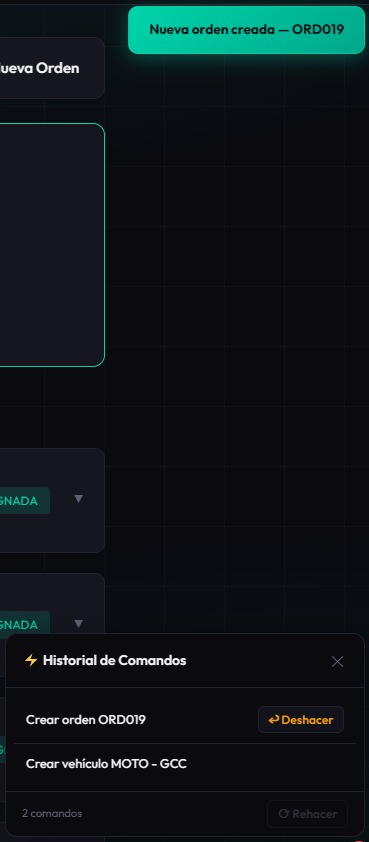 Nueva orden creada — ORD019
ueva Orden
GNADA
GNADA
Historial de Comandos
Crear orden ORD019
Deshacer
Crear vehículo MOTO - GCC
2 comandos
Rehacer